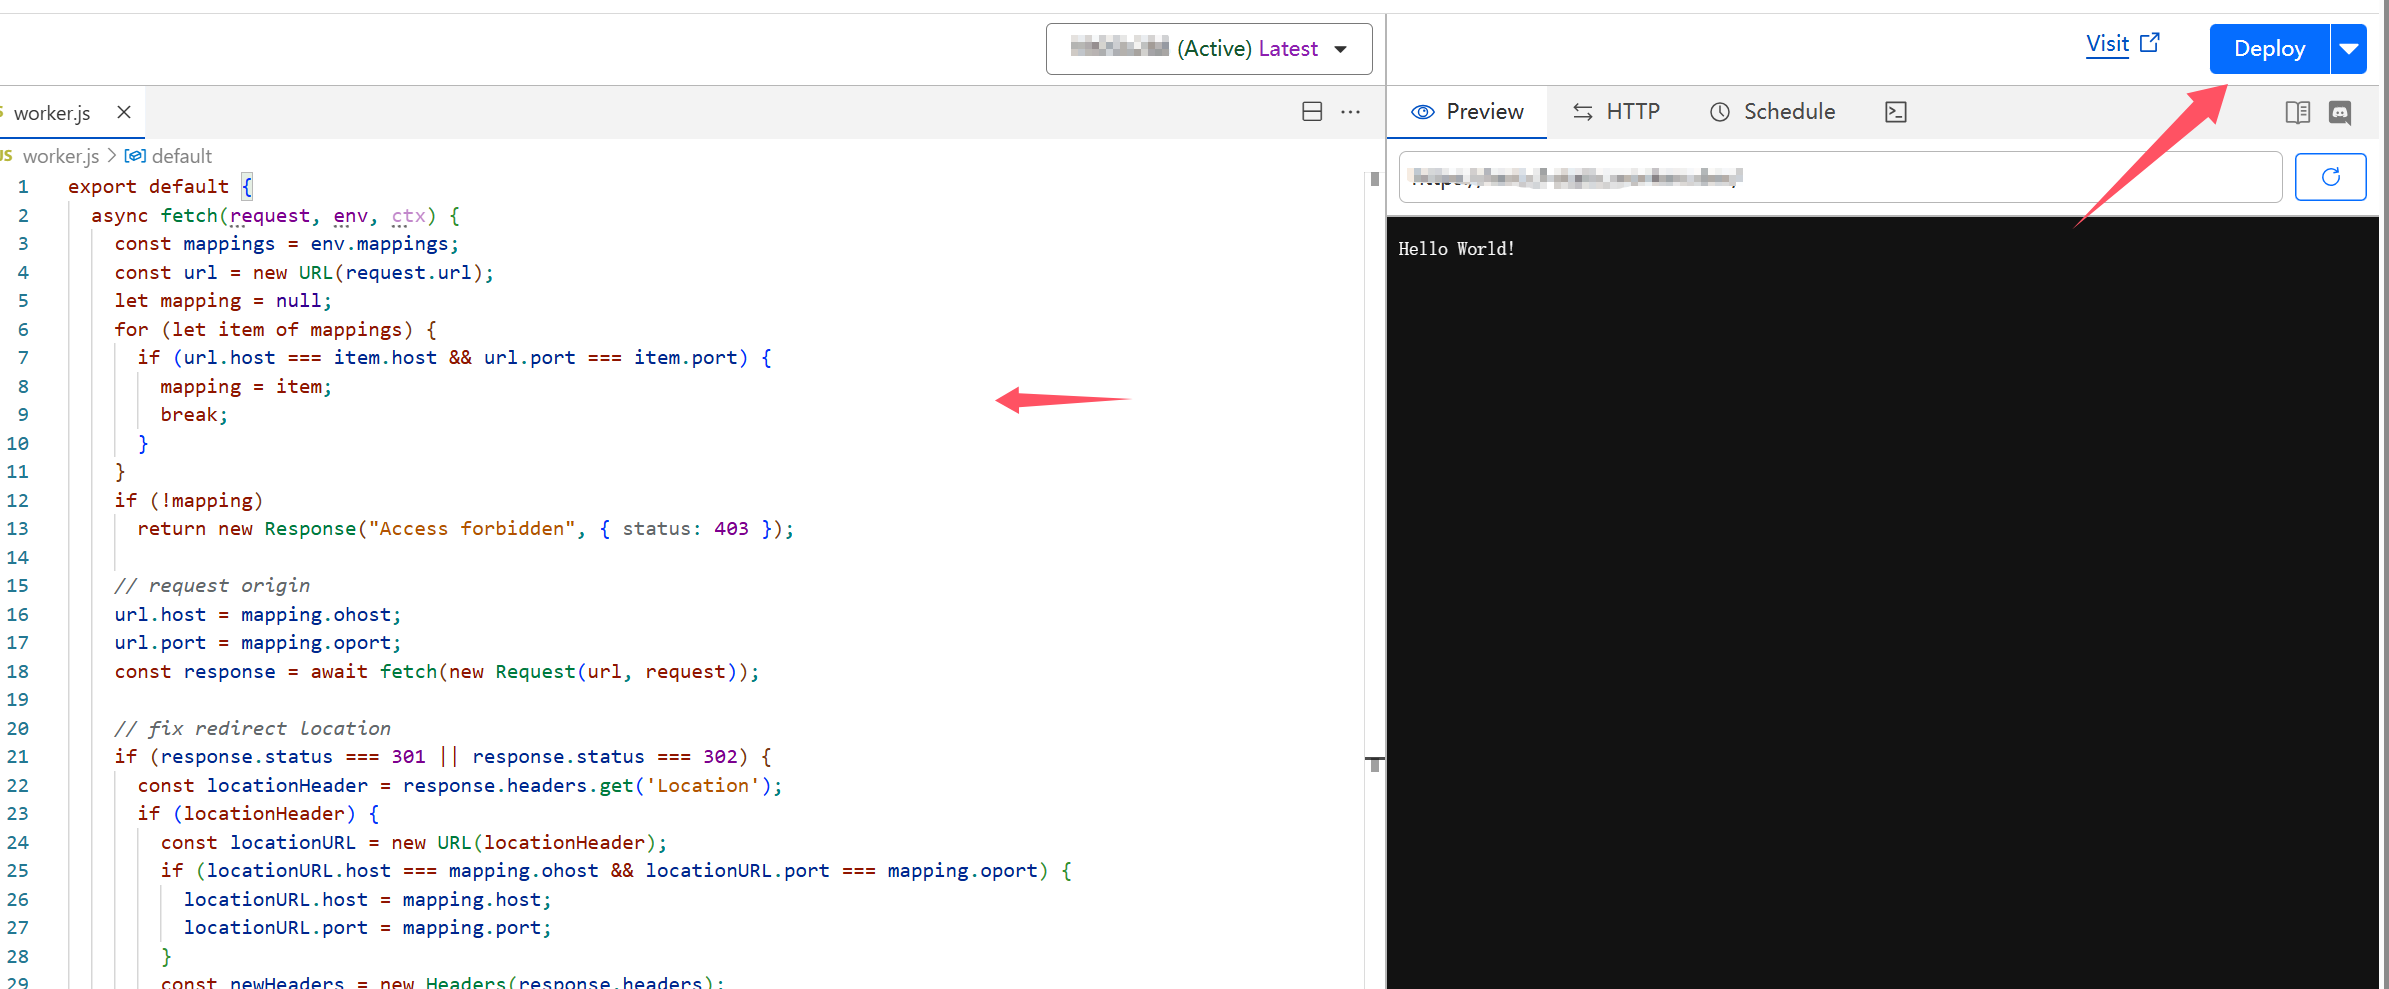 (Active) Latest
Visit
Deploy
worker.js
Preview
HTTP
Schedule
JS worker.js > default
https://
Hello World!
1 export default {
2 async fetch(request, env, ctx) {
3 const mappings = env.mappings;
4 const url = new URL(request.url);
5 let mapping = null;
6 for (let item of mappings) {
7 if (url.host === item.host && url.port === item.port) {
8 mapping = item;
9 break;
10 }
11 }
12 if (!mapping)
13 return new Response("Access forbidden", { status: 403 });
14
15 // request origin
16 url.host = mapping.ohost;
17 url.port = mapping.oport;
18 const response = await fetch(new Request(url, request));
19
20 // fix redirect location
21 if (response.status === 301 || response.status === 302) {
22 const locationHeader = response.headers.get('Location');
23 if (locationHeader) {
24 const locationURL = new URL(locationHeader);
25 if (locationURL.host === mapping.ohost && locationURL.port === mapping.oport) {
26 locationURL.host = mapping.host;
27 locationURL.port = mapping.port;
28 }
29 const newHeaders = new Headers(response.headers);